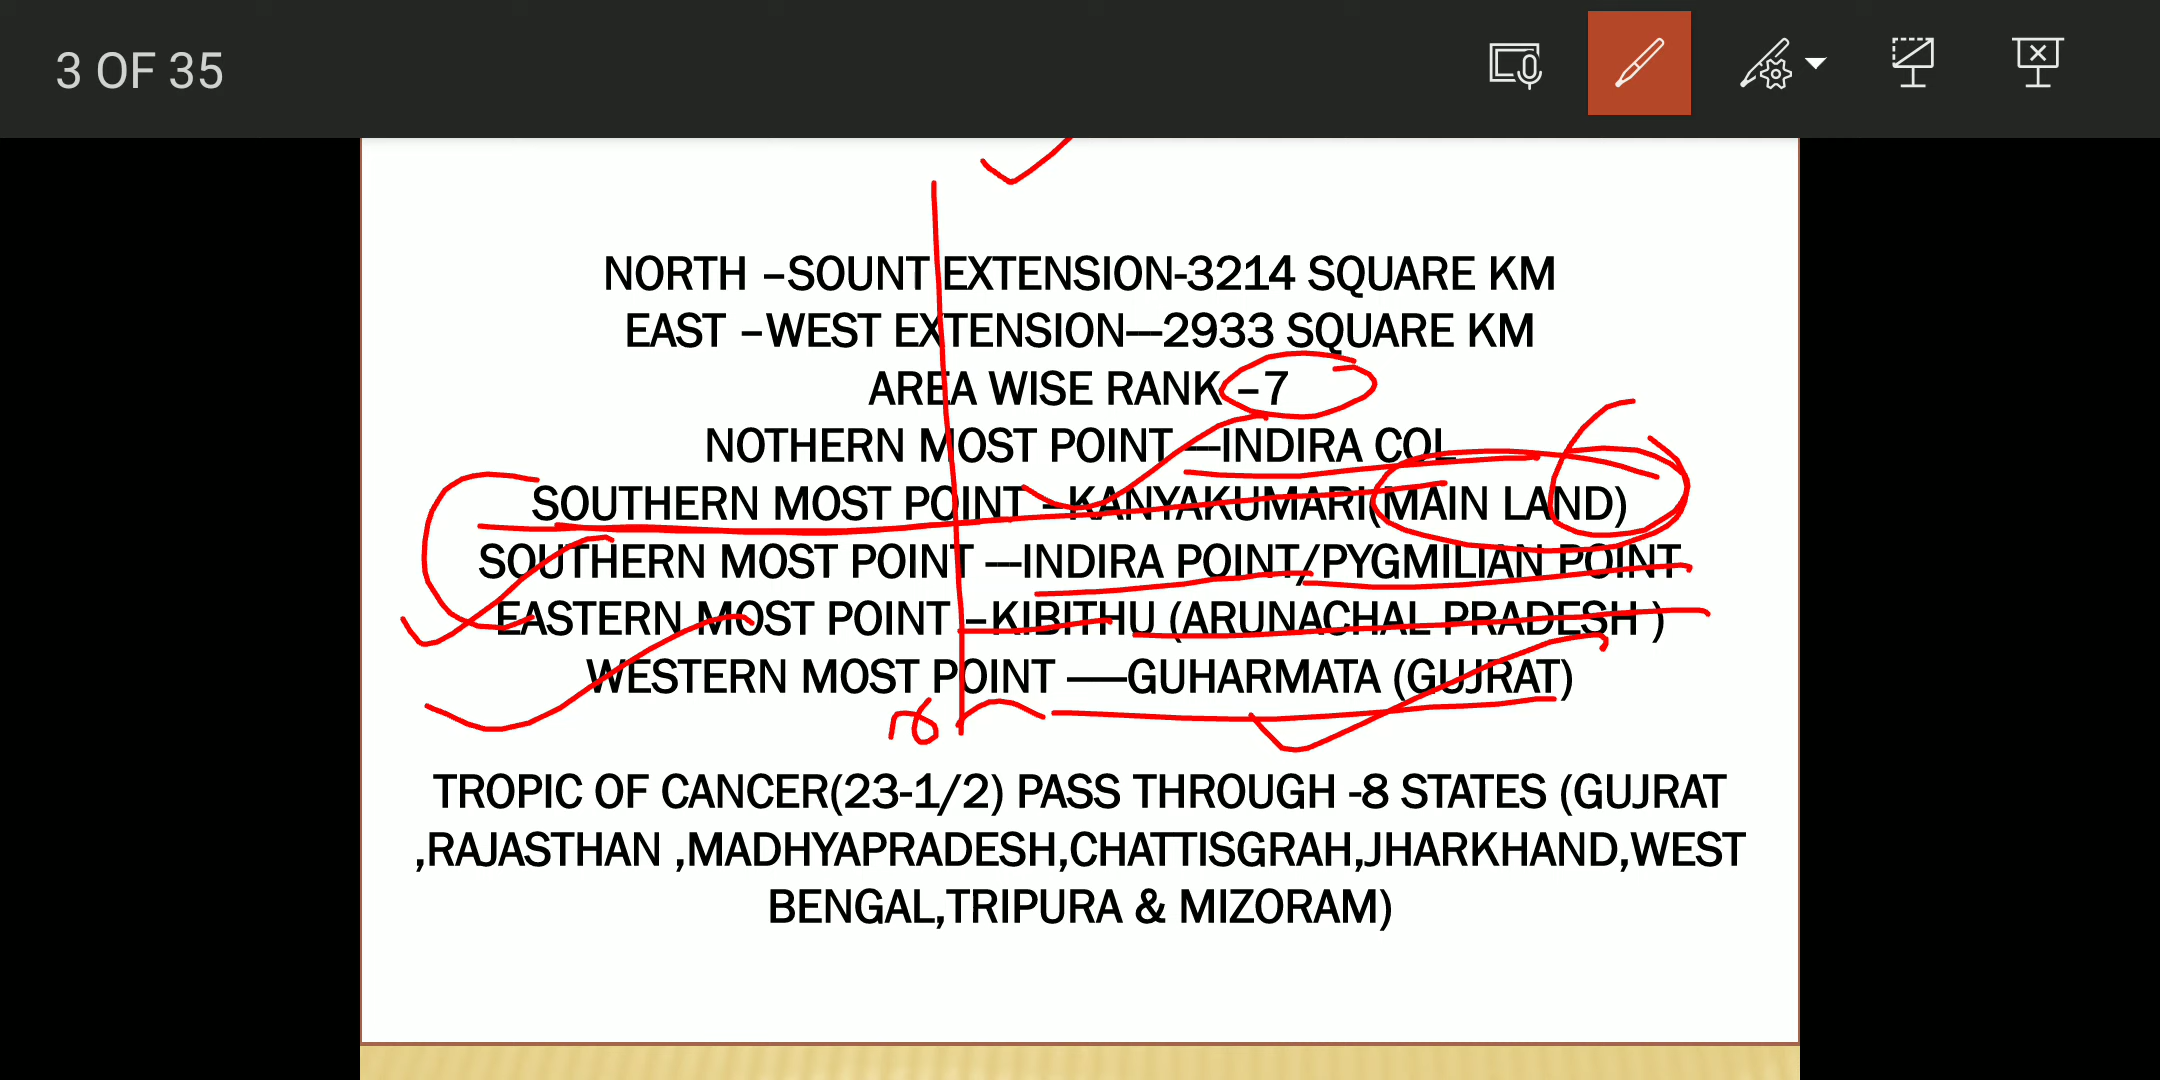 3 OF 35
NORTH –SOUNT EXTENSION-3214 SQUARE KM
EAST –WEST EXTENSION---2933 SQUARE KM
AREA WISE RANK –7
NOTHERN MOST POINT ---INDIRA COL
SOUTHERN MOST POINT –KANYAKUMARI(MAIN LAND)
SOUTHERN MOST POINT ---INDIRA POINT/PYGMILIAN POINT
EASTERN MOST POINT –KIBITHU (ARUNACHAL PRADESH )
WESTERN MOST POINT -----GUHARMATA (GUJRAT)
TROPIC OF CANCER(23-1/2) PASS THROUGH -8 STATES (GUJRAT
,RAJASTHAN ,MADHYAPRADESH,CHATTISGRAH,JHARKHAND,WEST
BENGAL,TRIPURA & MIZORAM)